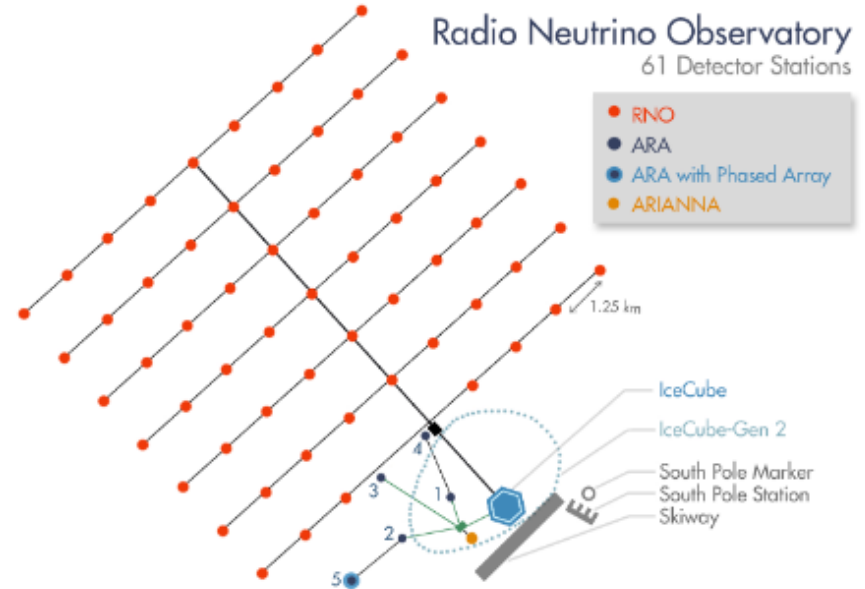 Radio Neutrino Observatory
61 Detector Stations
RNO
ARA
ARA with Phased Array
ARIANNA
1.25 km
IceCube
IceCube-Gen 2
South Pole Marker
South Pole Station
Skiway
4
3
1
2
5